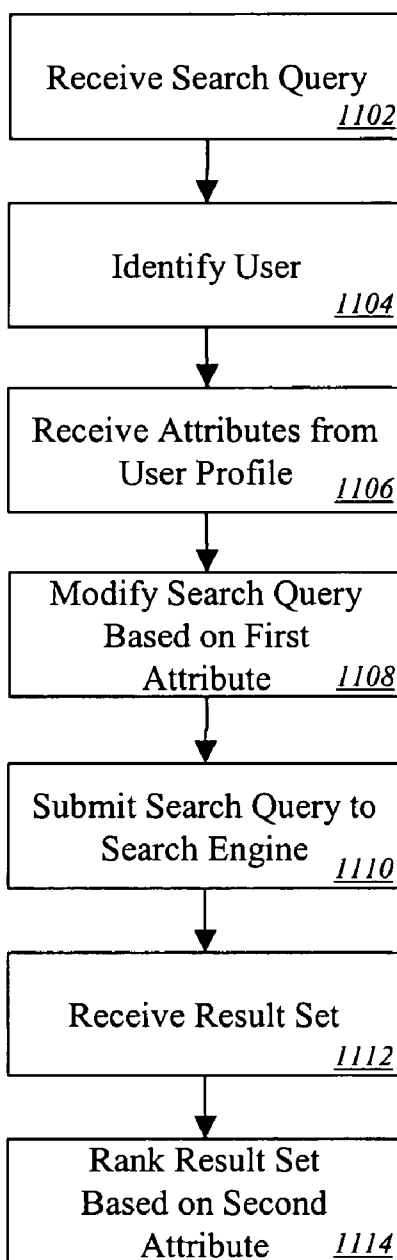 Receive Search Query
1102
Identify User
1104
Receive Attributes from
User Profile
1106
Modify Search Query
Based on First
Attribute 1108
Submit Search Query to
Search Engine
1110
Receive Result Set
1112
Rank Result Set
Based on Second
Attribute 1114